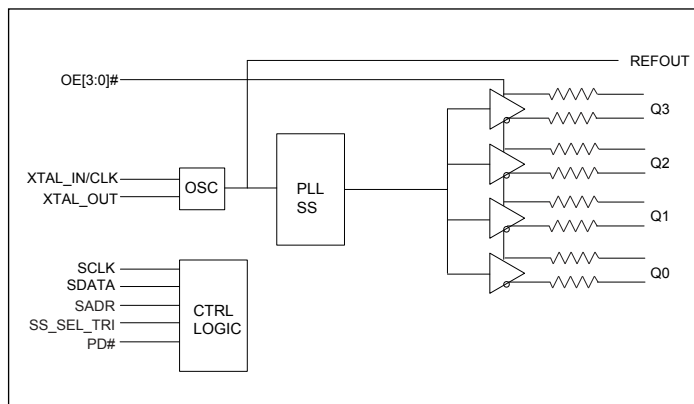 REFOUT
OE[3:0]#
Q3
Q2
XTAL_IN/CLK
XTAL_OUT
OSC
PLL
SS
Q1
Q0
SCLK
SDATA
SADR
SS_SEL_TRI
PD#
CTRL
LOGIC